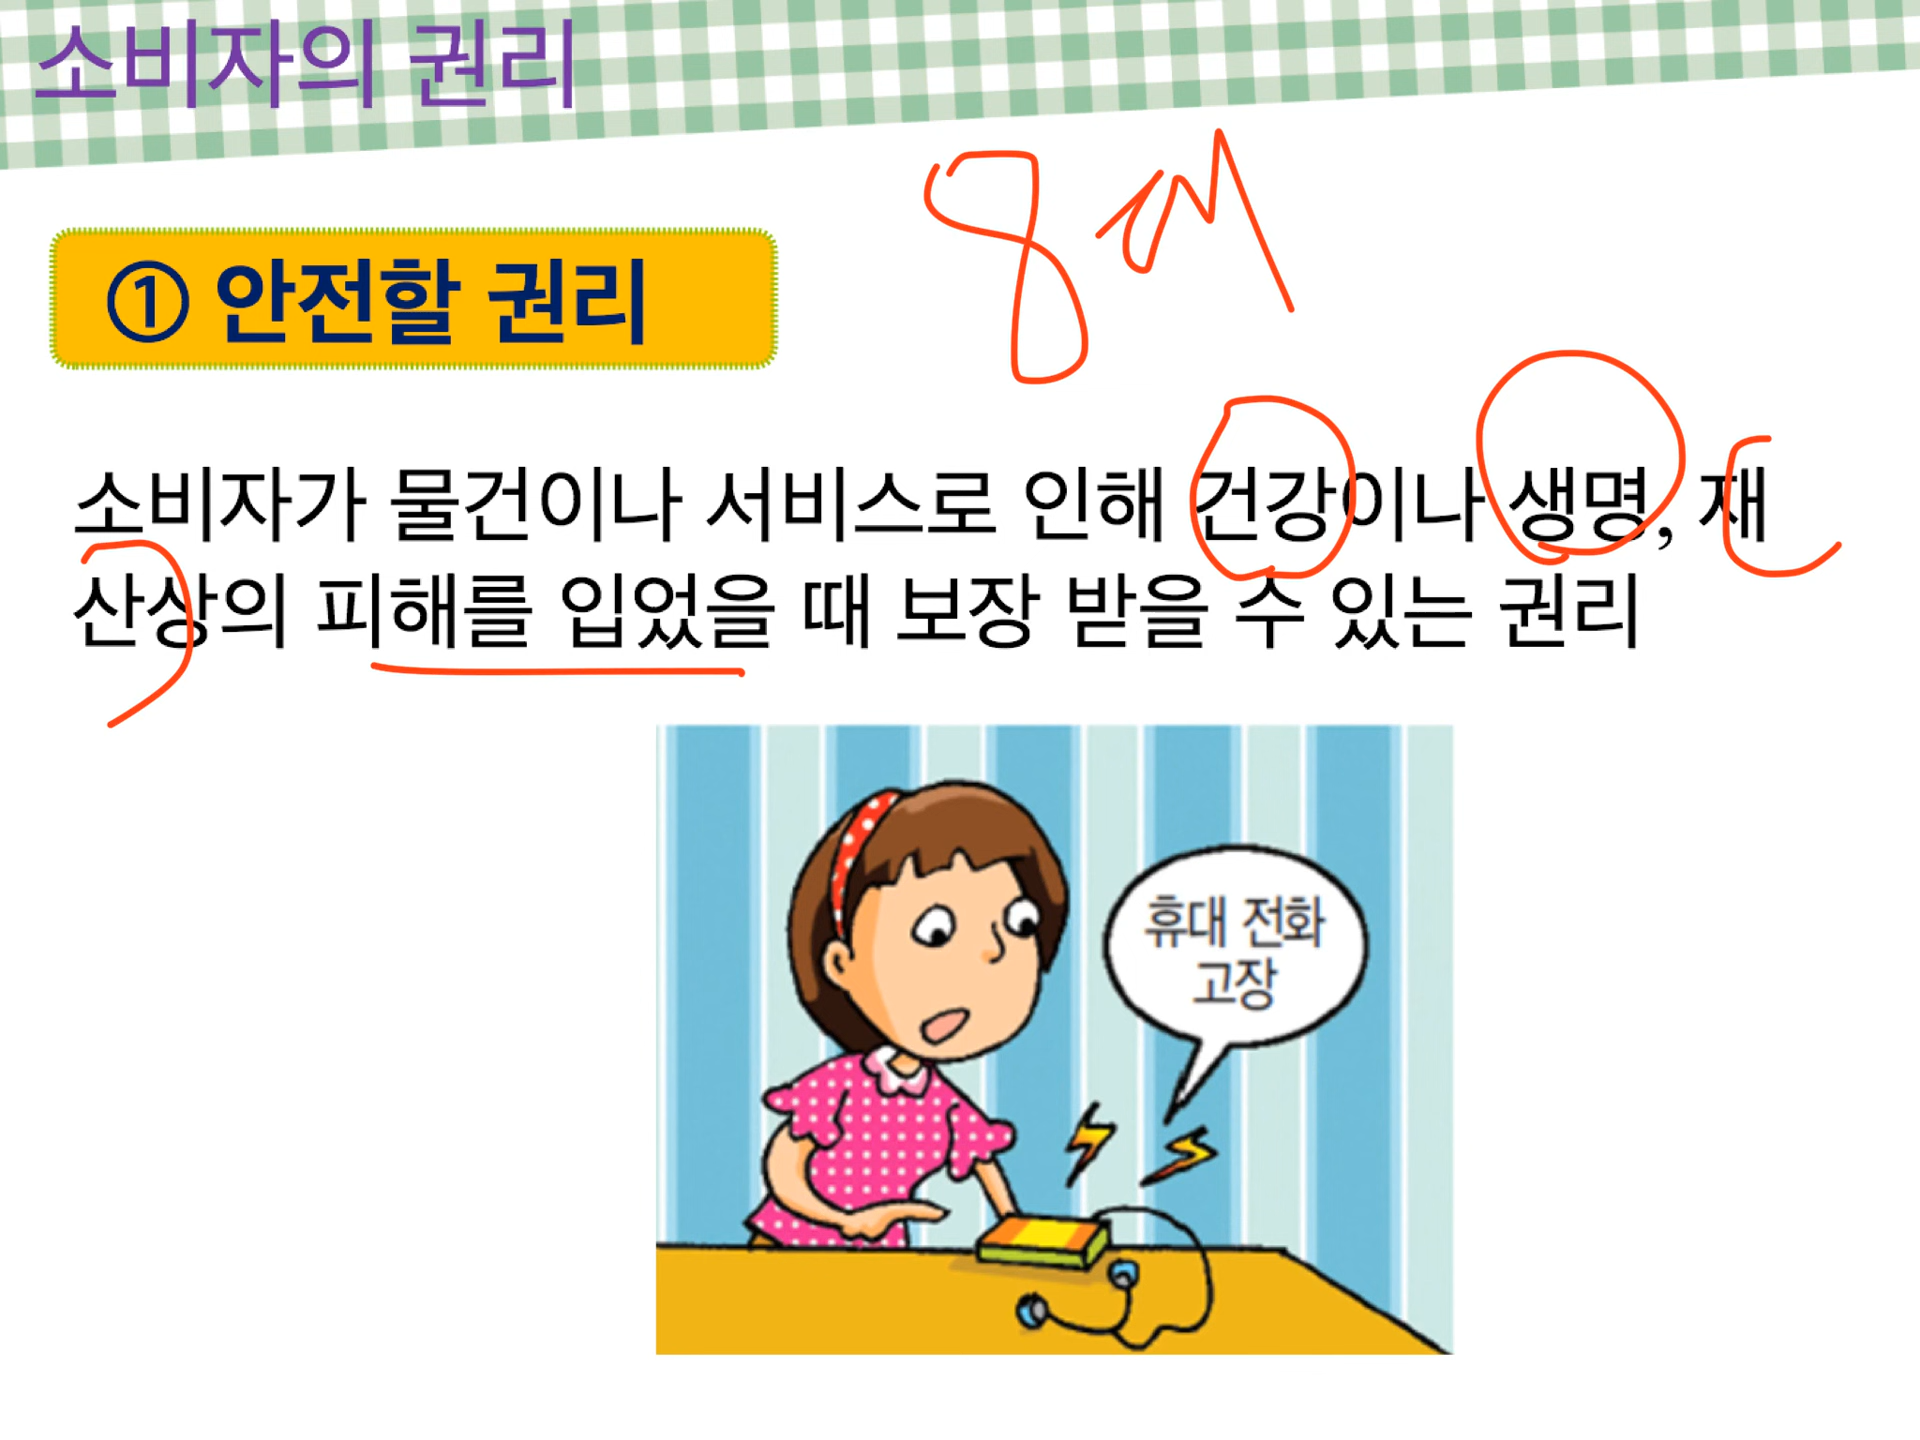 소비자의 권리
① 안전할 권리
소비자가 물건이나 서비스로 인해 건강이나 생명, 재
산상의 피해를 입었을 때 보장 받을 수 있는 권리
휴대 전화
고장